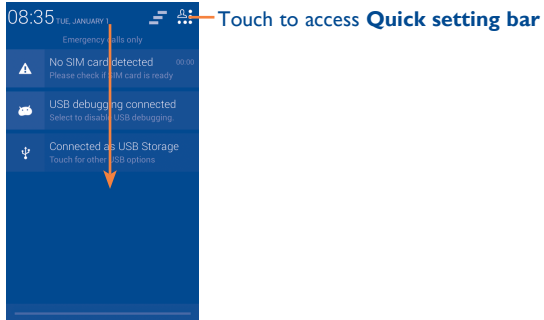 08:35 TUE, JANUARY 1
Touch to access Quick setting bar
Emergency calls only
No SIM card detected 00:00
Please check if SIM card is ready
USB debugging connected
Select to disable USB debugging.
Connected as USB Storage
Touch for other USB options